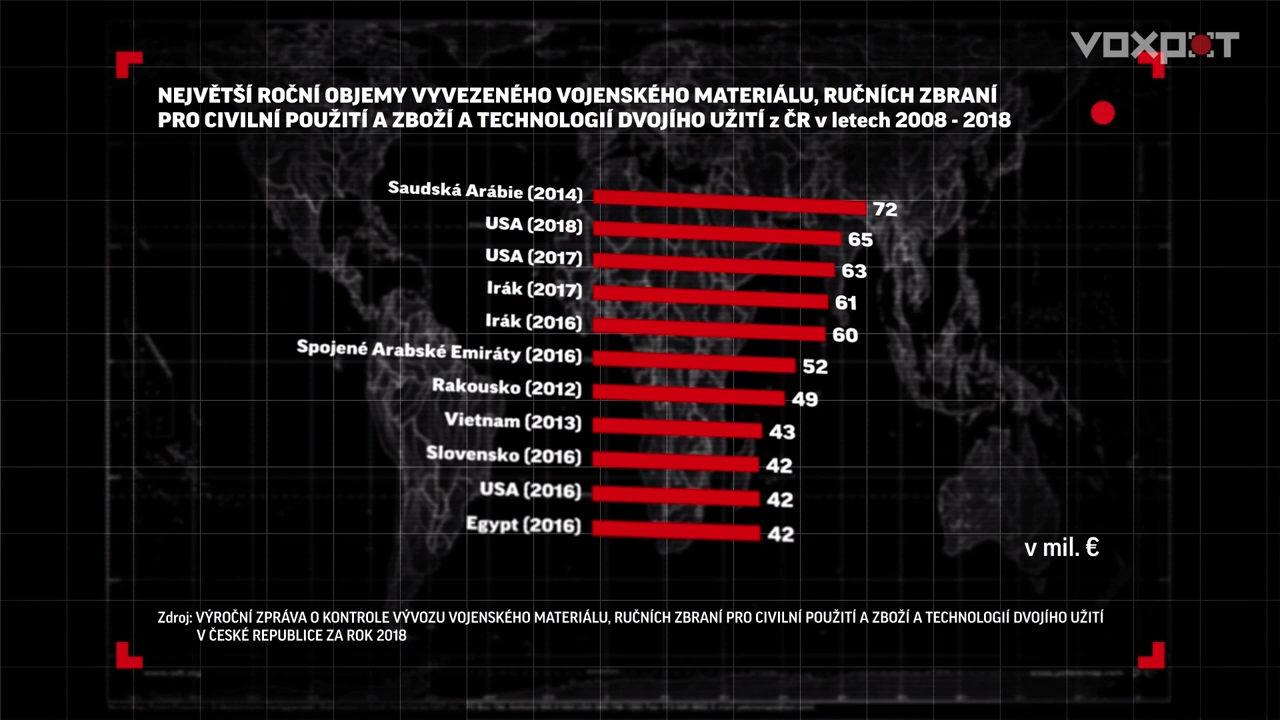 VOXPOT
NEJVĚTŠÍ ROČNÍ OBJEMY VYVEZENÉHO VOJENSKÉHO MATERIÁLU, RUČNÍCH ZBRANÍ
PRO CIVILNÍ POUŽITÍ A ZBOŽÍ A TECHNOLOGIÍ DVOJÍHO UŽITÍ z ČR v letech 2008 - 2018
Saudská Arábie (2014) 72
USA (2018) 65
USA (2017) 63
Irák (2017) 61
Irák (2016) 60
Spojené Arabské Emiráty (2016) 52
Rakousko (2012) 49
Vietnam (2013) 43
Slovensko (2016) 42
USA (2016) 42
Egypt (2016) 42
v mil. €
Zdroj: VÝROČNÍ ZPRÁVA O KONTROLE VÝVOZU VOJENSKÉHO MATERIÁLU, RUČNÍCH ZBRANÍ PRO CIVILNÍ POUŽITÍ A ZBOŽÍ A TECHNOLOGIÍ DVOJÍHO UŽITÍ
V ČESKÉ REPUBLICE ZA ROK 2018